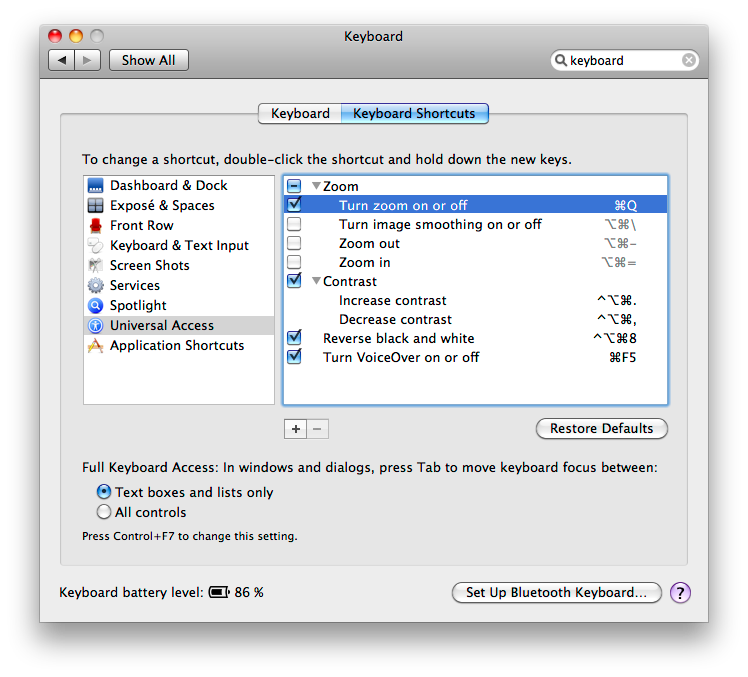 Keyboard
Show All
keyboard
Keyboard Keyboard Shortcuts
To change a shortcut, double-click the shortcut and hold down the new keys.
Dashboard & Dock
Exposé & Spaces
Front Row
Keyboard & Text Input
Screen Shots
Services
Spotlight
Universal Access
Application Shortcuts
Zoom
Turn zoom on or off ⌘Q
Turn image smoothing on or off ⌥⌘\
Zoom out ⌥⌘-
Zoom in ⌥⌘=
Contrast
Increase contrast ^⌥⌘.
Decrease contrast ^⌥⌘,
Reverse black and white ^⌥⌘8
Turn VoiceOver on or off ⌘F5
+ −
Restore Defaults
Full Keyboard Access: In windows and dialogs, press Tab to move keyboard focus between:
Text boxes and lists only
All controls
Press Control+F7 to change this setting.
Keyboard battery level: 86 %
Set Up Bluetooth Keyboard... ?